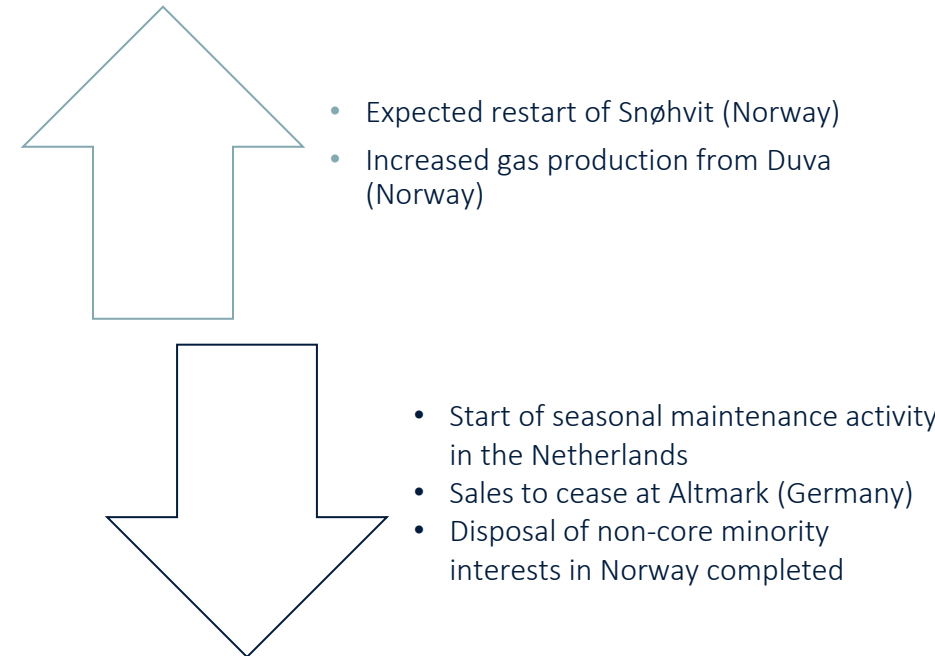 • Expected restart of Snøhvit (Norway)
• Increased gas production from Duva
(Norway)
• Start of seasonal maintenance activity
in the Netherlands
• Sales to cease at Altmark (Germany)
• Disposal of non-core minority
interests in Norway completed